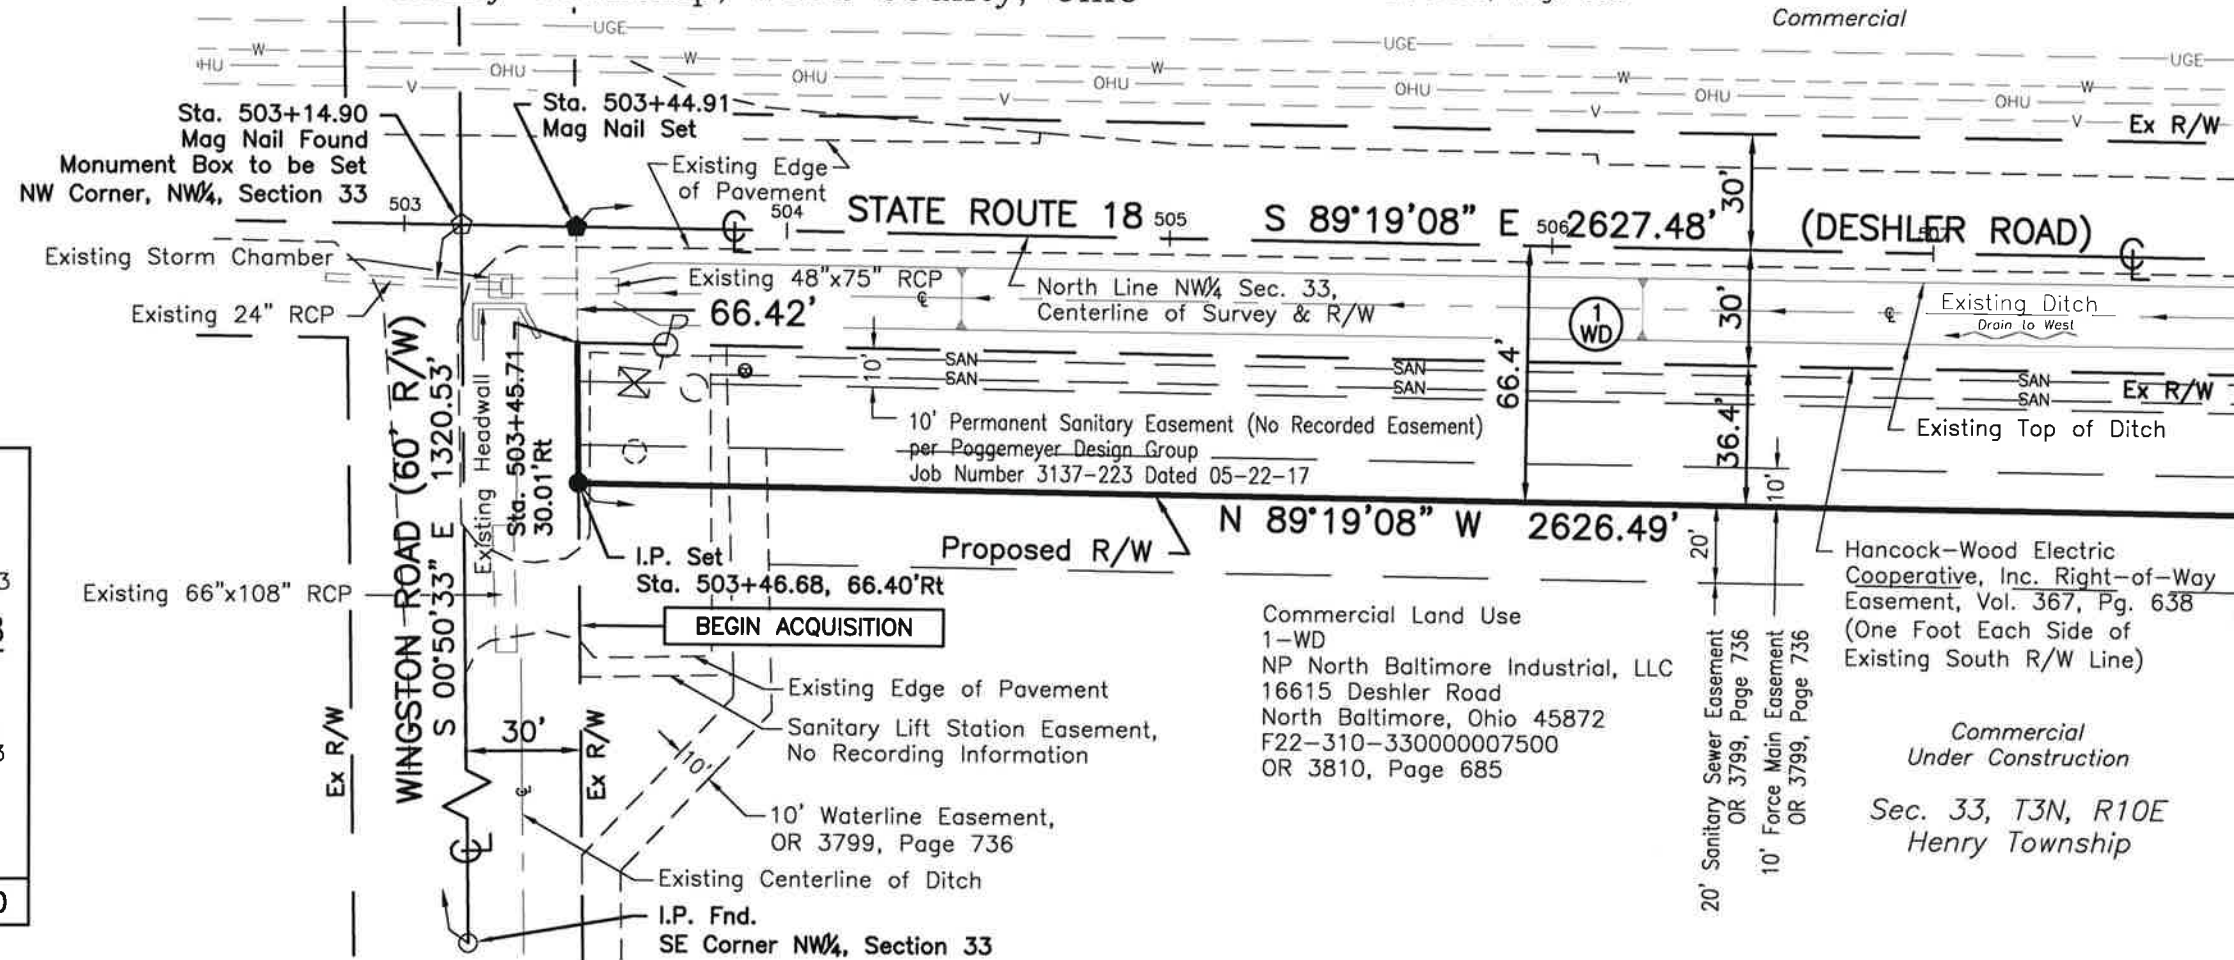 Commercial
UGE
UGE
UGE
W
W
W
W
W
HU
OHU
OHU
OHU
OHU
OHU
OHU
V
V
V
V
Ex R/W
Sta. 503+14.90
Mag Nail Found
Monument Box to be Set
NW Corner, NW¼, Section 33
Sta. 503+44.91
Mag Nail Set
Existing Edge
of Pavement
30'
503
504
STATE ROUTE 18
505
S 89°19'08" E
506
2627.48'
(DESHLER ROAD)
Existing Storm Chamber
Existing 24" RCP
Existing 48"x75" RCP
66.42'
North Line NW¼ Sec. 33,
Centerline of Survey & R/W
1
WD
30'
Existing Ditch
Drain to West
WINGSTON ROAD (60' R/W)
S 00°50'33" E 1320.53'
Existing Headwall
Sta. 503+45.71
30.01'Rt
10'
SAN
SAN
SAN
SAN
SAN
SAN
Ex R/W
66.4'
36.4'
10'
10' Permanent Sanitary Easement (No Recorded Easement)
per Poggemeyer Design Group
Job Number 3137-223 Dated 05-22-17
Existing Top of Ditch
N 89°19'08" W 2626.49'
Proposed R/W
I.P. Set
Sta. 503+46.68, 66.40'Rt
BEGIN ACQUISITION
Existing 66"x108" RCP
20'
Hancock-Wood Electric
Cooperative, Inc. Right-of-Way
Easement, Vol. 367, Pg. 638
(One Foot Each Side of
Existing South R/W Line)
Commercial Land Use
1-WD
NP North Baltimore Industrial, LLC
16615 Deshler Road
North Baltimore, Ohio 45872
F22-310-330000007500
OR 3810, Page 685
20' Sanitary Sewer Easement
OR 3799, Page 736
10' Force Main Easement
OR 3799, Page 736
Existing Edge of Pavement
Sanitary Lift Station Easement,
No Recording Information
30'
Ex R/W
Ex R/W
10'
10' Waterline Easement,
OR 3799, Page 736
Existing Centerline of Ditch
I.P. Fnd.
SE Corner NW¼, Section 33
Commercial
Under Construction
Sec. 33, T3N, R10E
Henry Township